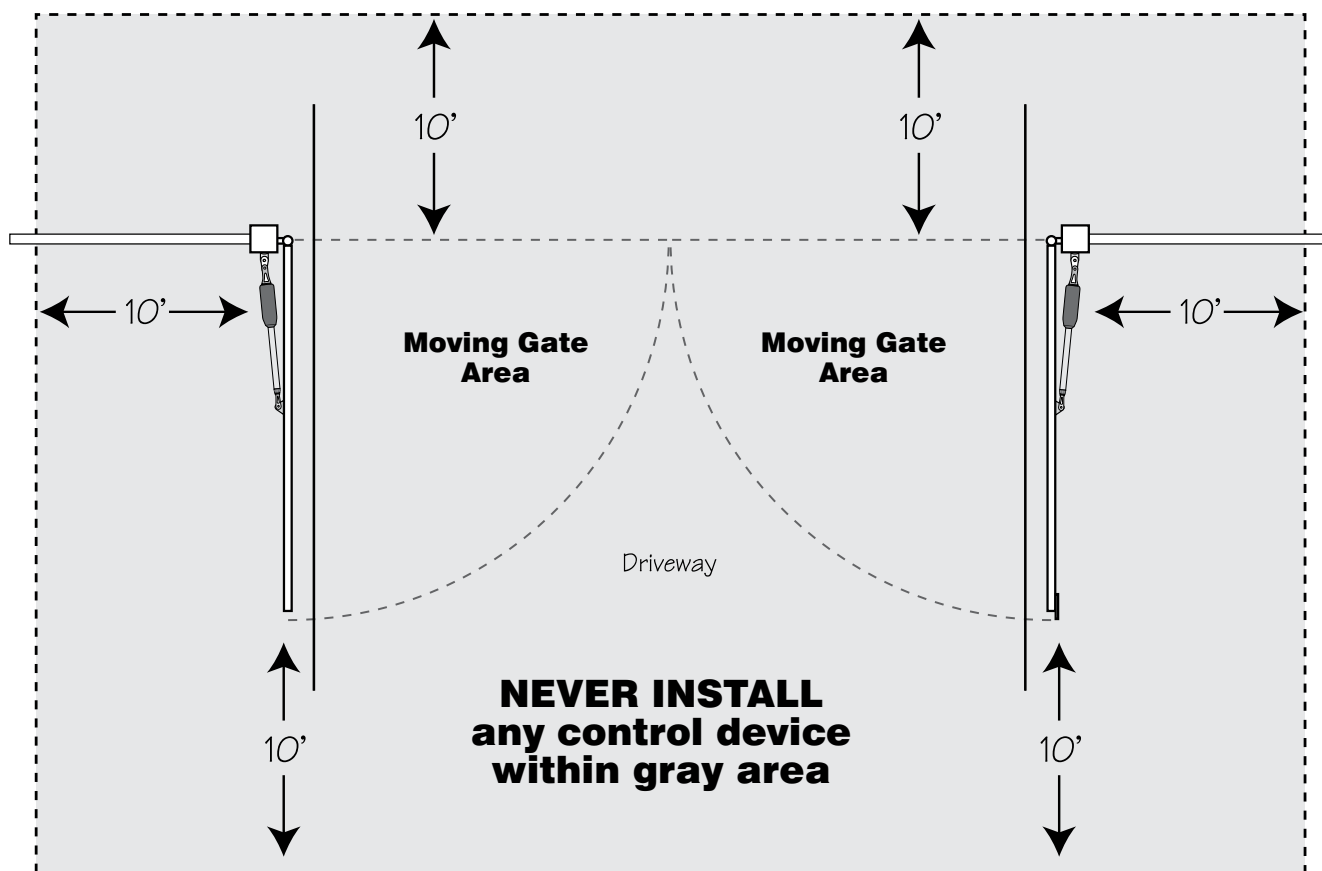 10’
10’
10’
10’
Moving Gate
Area
Moving Gate
Area
Driveway
NEVER INSTALL
any control device
within gray area
10’
10’